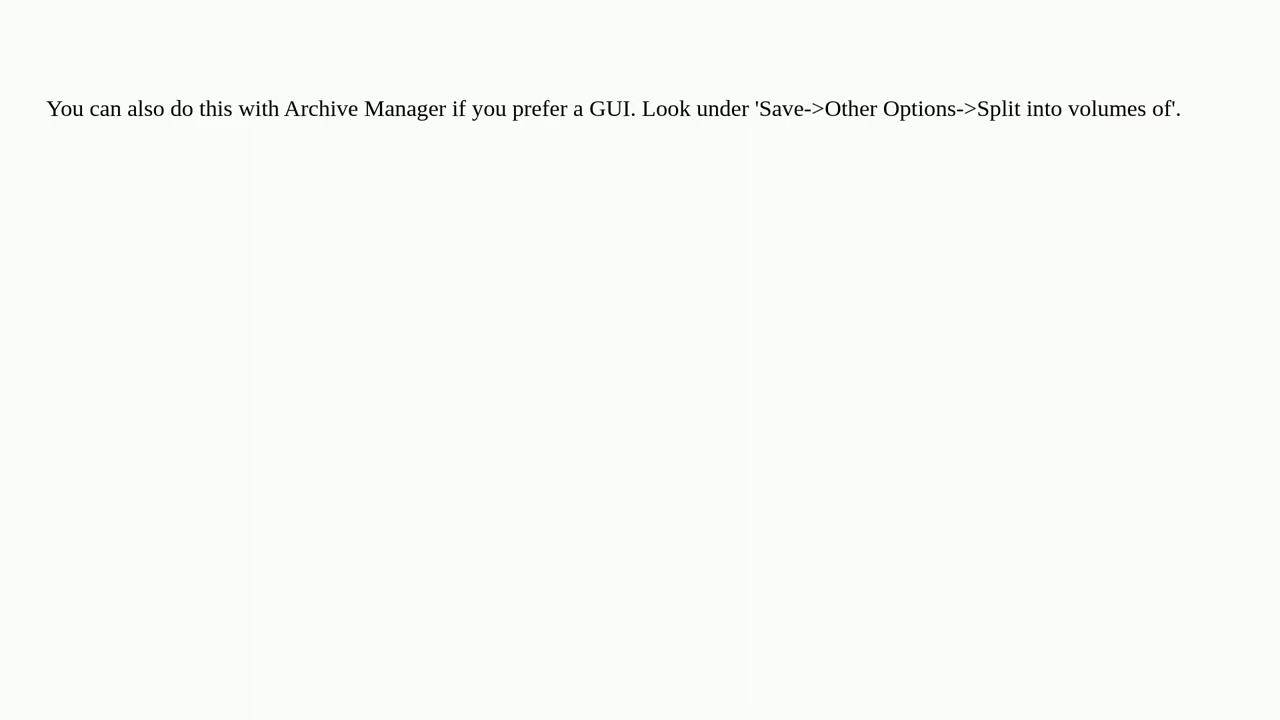 You can also do this with Archive Manager if you prefer a GUI. Look under 'Save->Other Options->Split into volumes of'.